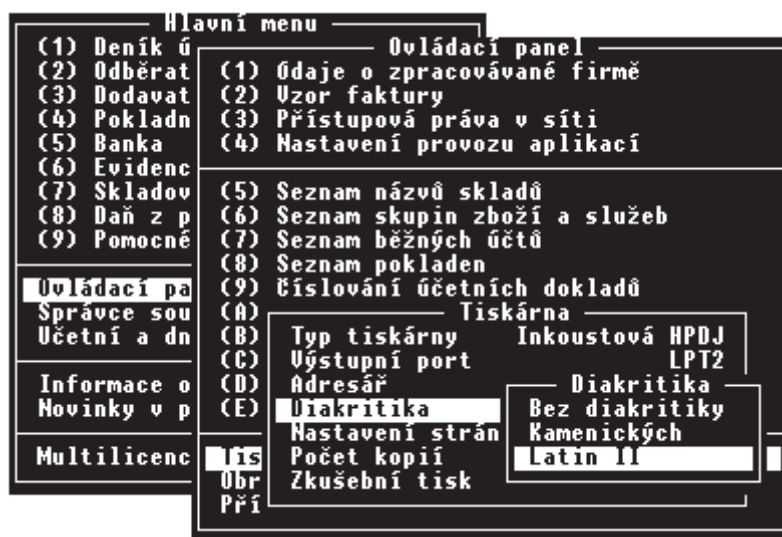 Hlavní menu
(1) Deník ú
(2) Odběrat
(3) Dodavat
(4) Pokladn
(5) Banka
(6) Evidenc
(7) Skladov
(8) Daň z p
(9) Pomocné
Ovládací pa
Správce sou
Účetní a dn
Informace o
Novinky v p
Multilicenc
Ovládací panel
(1) Údaje o zpracovávané firmě
(2) Vzor faktury
(3) Přístupová práva v síti
(4) Nastavení provozu aplikací
(5) Seznam názvů skladů
(6) Seznam skupin zboží a služeb
(7) Seznam běžných účtů
(8) Seznam pokladen
(9) Číslování účetních dokladů
(A)
(B)
(C)
(D)
(E)
Tis
Obr
Pří
Tiskárna
Typ tiskárny Inkoustová HPDJ
Výstupní port LPT2
Adresář
Diakritika
Nastavení strán
Počet kopií
Zkušební tisk
Diakritika
Bez diakritiky
Kamenických
Latin II